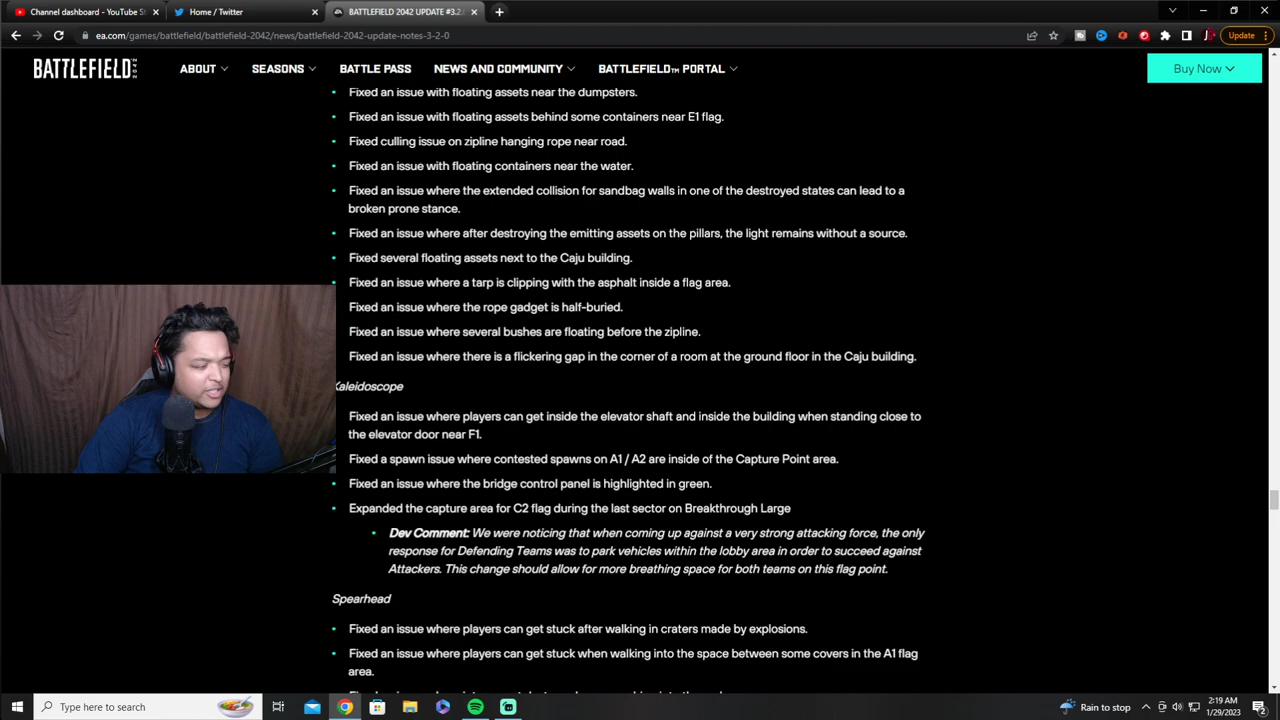 Channel dashboard - YouTube St
Home / Twitter
BATTLEFIELD 2042 UPDATE #3.2.
ea.com/games/battlefield/battlefield-2042/news/battlefield-2042-update-notes-3-2-0
Update
BATTLEFIELD 2042
ABOUT
SEASONS
BATTLE PASS
NEWS AND COMMUNITY
BATTLEFIELD™ PORTAL
Buy Now
• Fixed an issue with floating assets near the dumpsters.
• Fixed an issue with floating assets behind some containers near E1 flag.
• Fixed culling issue on zipline hanging rope near road.
• Fixed an issue with floating containers near the water.
• Fixed an issue where the extended collision for sandbag walls in one of the destroyed states can lead to a
broken prone stance.
• Fixed an issue where after destroying the emitting assets on the pillars, the light remains without a source.
• Fixed several floating assets next to the Caju building.
• Fixed an issue where a tarp is clipping with the asphalt inside a flag area.
Fixed an issue where the rope gadget is half-buried.
Fixed an issue where several bushes are floating before the zipline.
Fixed an issue where there is a flickering gap in the corner of a room at the ground floor in the Caju building.
Kaleidoscope
Fixed an issue where players can get inside the elevator shaft and inside the building when standing close to
the elevator door near F1.
Fixed a spawn issue where contested spawns on A1 / A2 are inside of the Capture Point area.
• Fixed an issue where the bridge control panel is highlighted in green.
• Expanded the capture area for C2 flag during the last sector on Breakthrough Large
• Dev Comment: We were noticing that when coming up against a very strong attacking force, the only
response for Defending Teams was to park vehicles within the lobby area in order to succeed against
Attackers. This change should allow for more breathing space for both teams on this flag point.
Spearhead
• Fixed an issue where players can get stuck after walking in craters made by explosions.
• Fixed an issue where players can get stuck when walking into the space between some covers in the A1 flag
area.
Type here to search
Rain to stop
2:19 AM
1/29/2023
2